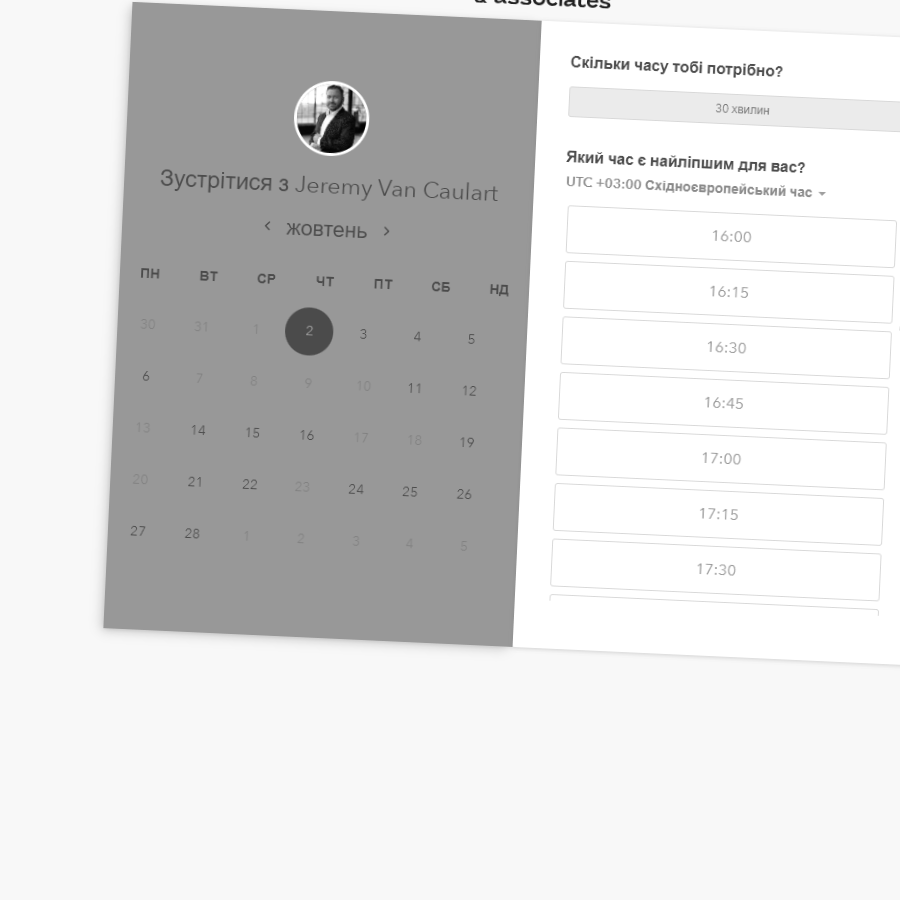 & associates
Зустрітися з Jeremy Van Caulart
жовтень
ПН ВТ СР ЧТ ПТ СБ НД
30 31 1 2 3 4 5
6 7 8 9 10 11 12
13 14 15 16 17 18 19
20 21 22 23 24 25 26
27 28 1 2 3 4 5
Скільки часу тобі потрібно?
30 хвилин
Який час є найліпшим для вас?
UTC +03:00 Східноєвропейський час
16:00
16:15
16:30
16:45
17:00
17:15
17:30